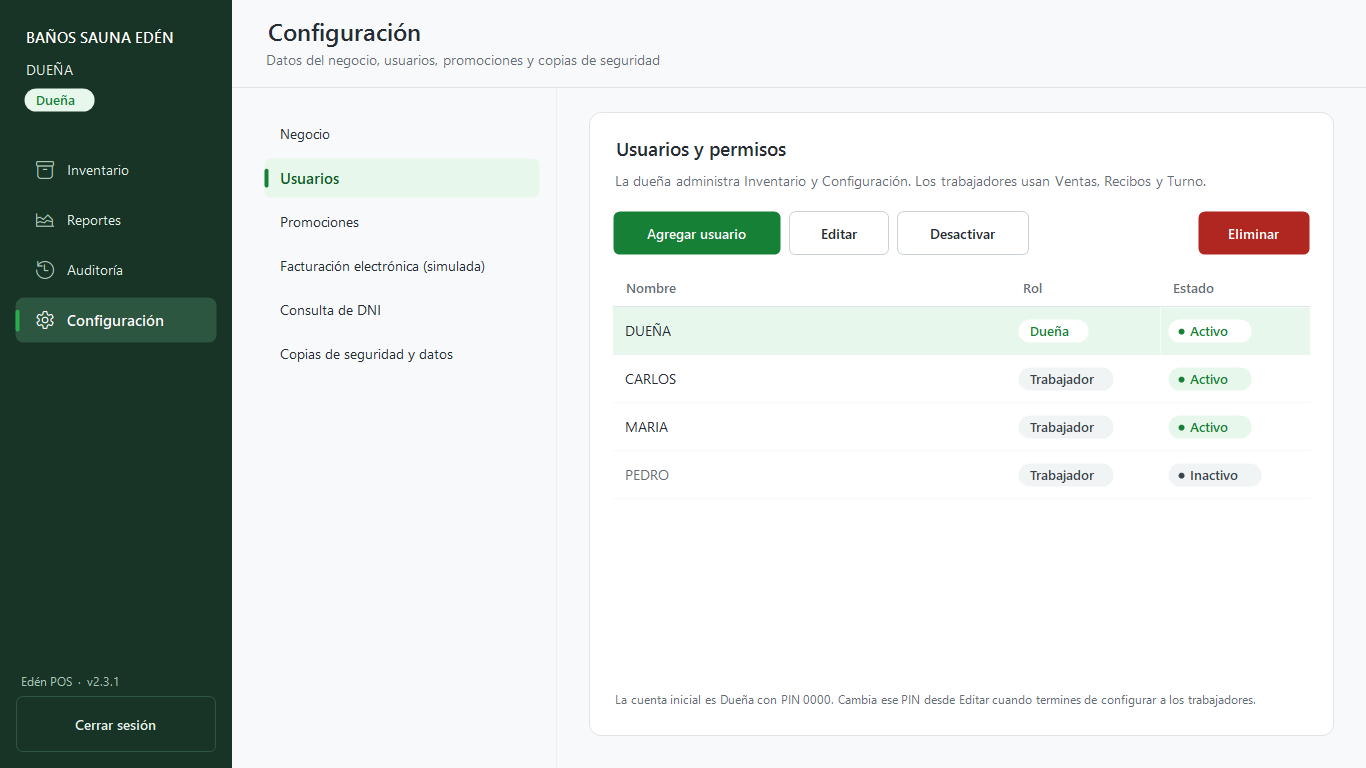 BAÑOS SAUNA EDÉN
DUEÑA
Dueña
Inventario
Reportes
Auditoría
Configuración
Edén POS · v2.3.1
Cerrar sesión
Configuración
Datos del negocio, usuarios, promociones y copias de seguridad
Negocio
Usuarios
Promociones
Facturación electrónica (simulada)
Consulta de DNI
Copias de seguridad y datos
Usuarios y permisos
La dueña administra Inventario y Configuración. Los trabajadores usan Ventas, Recibos y Turno.
Agregar usuario Editar Desactivar Eliminar
Nombre Rol Estado
DUEÑA Dueña Activo
CARLOS Trabajador Activo
MARIA Trabajador Activo
PEDRO Trabajador Inactivo
La cuenta inicial es Dueña con PIN 0000. Cambia ese PIN desde Editar cuando termines de configurar a los trabajadores.